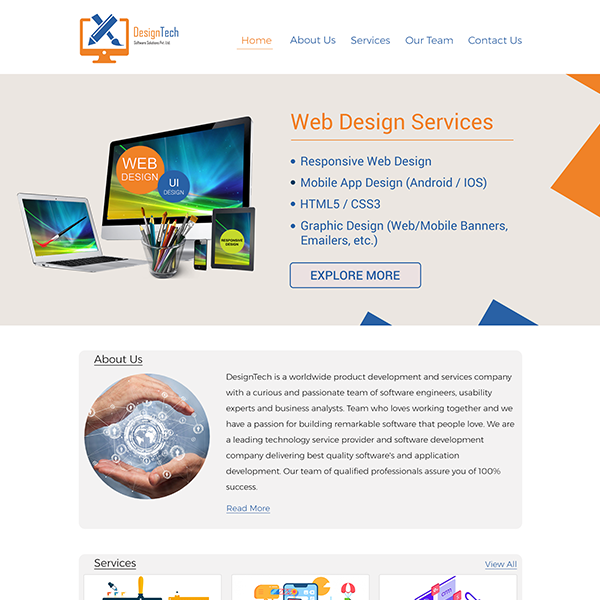 DesignTech
Software Solutions Pvt. Ltd.
Home About Us Services Our Team Contact Us
Web Design Services
Responsive Web Design
Mobile App Design (Android / IOS)
HTML5 / CSS3
Graphic Design (Web/Mobile Banners,
Emailers, etc.)
EXPLORE MORE
WEB
DESIGN
UI
DESIGN
RESPONSIVE
DESIGN
About Us
DesignTech is a worldwide product development and services company
with a curious and passionate team of software engineers, usability
experts and business analysts. Team who loves working together and we
have a passion for building remarkable software that people love. We are
a leading technology service provider and software development
company delivering best quality software's and application
development. Our team of qualified professionals assure you of 100%
success.
Read More
Services
View All